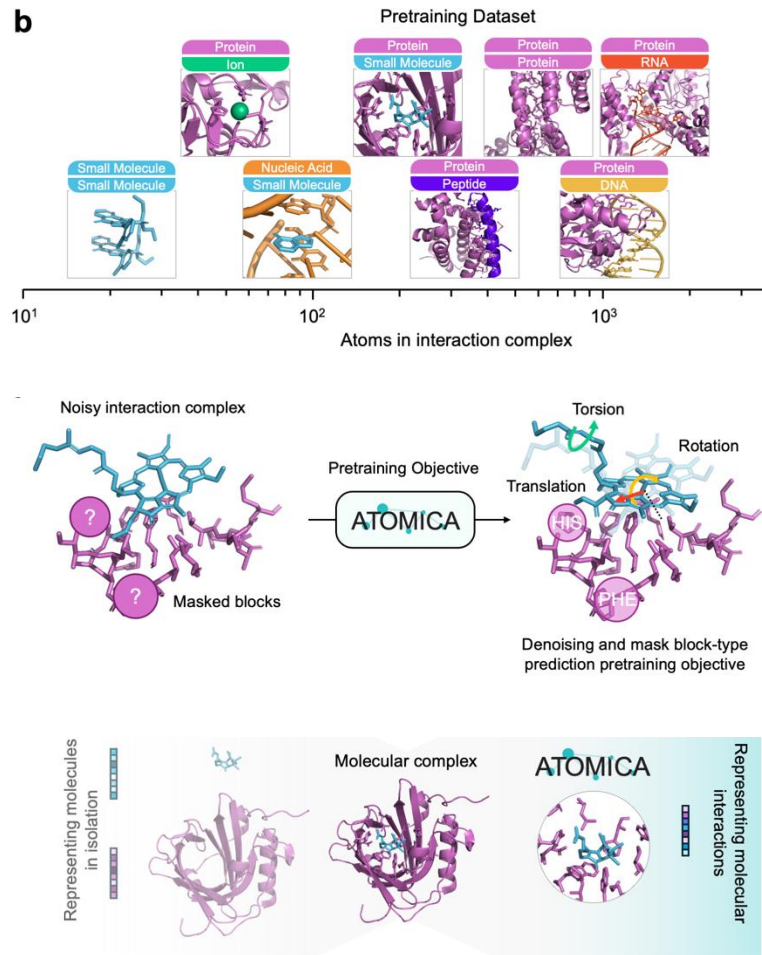 b
Pretraining Dataset
Protein
Ion
Protein
Small Molecule
Protein
Protein
Protein
RNA
Small Molecule
Small Molecule
Nucleic Acid
Small Molecule
Protein
Peptide
Protein
DNA
10¹
10²
10³
Atoms in interaction complex
Noisy interaction complex
?
?
Masked blocks
Pretraining Objective
ATOMICA
Torsion
Rotation
Translation
HIS
PHE
Denoising and mask block-type
prediction pretraining objective
Representing molecules
in isolation
Molecular complex
ATOMICA
Representing molecular
interactions